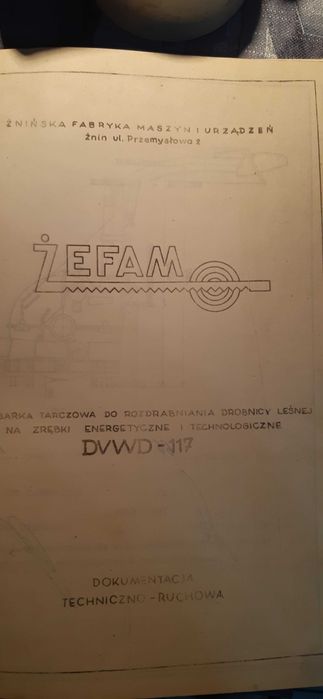 ŻNIŃSKA FABRYKA MASZYN I URZĄDZEŃ
Żnin ul. Przemysłowa 2
ŻEFAM
TARCZOWA DO ROZDRABNIANIA DROBNICY LEŚNEJ
NA ZRĘBKI ENERGETYCZNE I TECHNOLOGICZNE
DVWD-117
DOKUMENTACJA
TECHNICZNO-RUCHOWA